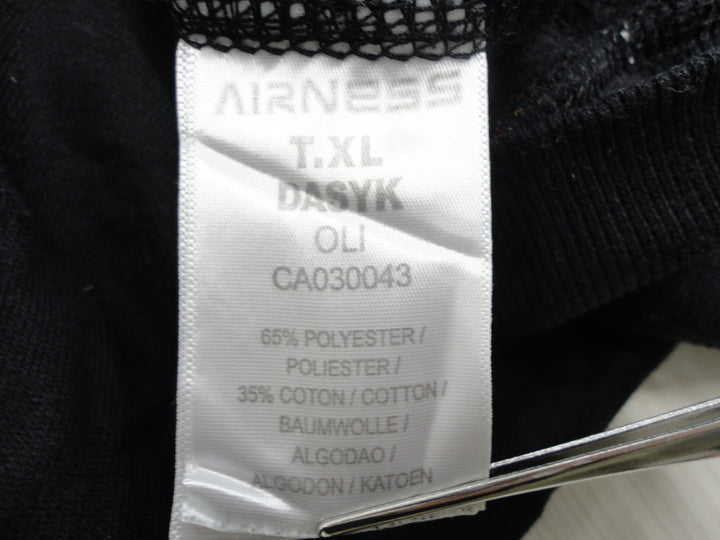 AIRNESS
T.XL
DASYK
OLI
CA030043
65% POLYESTER /
POLIESTER /
35% COTON / COTTON /
BAUMWOLLE /
ALGODAO /
ALGODON / KATOEN